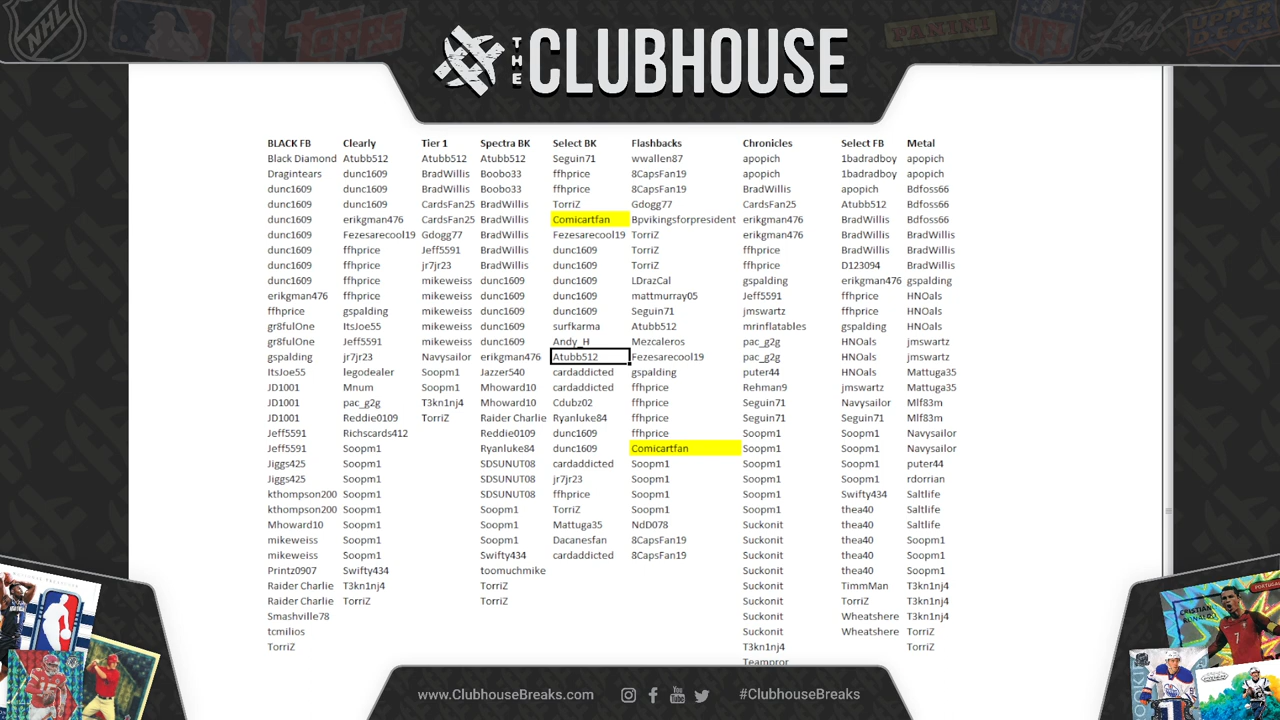 THE CLUBHOUSE
BLACK FB Clearly Tier 1 Spectra BK Select BK Flashbacks Chronicles Select FB Metal
Black Diamond Atubb512 Atubb512 Atubb512 Seguin71 wwallen87 apopich 1badradboy apopich
Dragintears dunc1609 BradWillis Boobo33 ffhprice 8CapsFan19 apopich 1badradboy apopich
dunc1609 dunc1609 BradWillis Boobo33 ffhprice 8CapsFan19 BradWillis apopich Bdfoss66
dunc1609 dunc1609 CardsFan25 BradWillis TorriZ Gdogg77 CardsFan25 Atubb512 Bdfoss66
dunc1609 erikgman476 CardsFan25 BradWillis Comicartfan Bpvikingsforpresident erikgman476 BradWillis Bdfoss66
dunc1609 Fezesarecool19 Gdogg77 BradWillis Fezesarecool19 TorriZ erikgman476 BradWillis BradWillis
dunc1609 ffhprice Jeff5591 BradWillis dunc1609 TorriZ ffhprice BradWillis BradWillis
dunc1609 ffhprice jr7jr23 BradWillis dunc1609 TorriZ ffhprice D123094 BradWillis
dunc1609 ffhprice mikeweiss dunc1609 dunc1609 LDrazCal gspalding erikgman476 gspalding
erikgman476 ffhprice mikeweiss dunc1609 dunc1609 mattmurray05 Jeff5591 ffhprice HNOals
ffhprice gspalding mikeweiss dunc1609 dunc1609 Seguin71 jmswartz ffhprice HNOals
gr8fulOne ItsJoe55 mikeweiss dunc1609 surfkarma Atubb512 mrinflatables gspalding HNOals
gr8fulOne Jeff5591 mikeweiss dunc1609 Andy_H Mezcaleros pac_g2g HNOals jmswartz
gspalding jr7jr23 Navysailor erikgman476 Atubb512 Fezesarecool19 pac_g2g HNOals jmswartz
ItsJoe55 legodealer Soopm1 Jazzer540 cardaddicted gspalding puter44 HNOals Mattuga35
JD1001 Mnum Soopm1 Mhoward10 cardaddicted ffhprice Rehman9 jmswartz Mattuga35
JD1001 pac_g2g T3kn1nj4 Mhoward10 Cdubz02 ffhprice Seguin71 Navysailor Mlf83m
JD1001 Reddie0109 TorriZ Raider Charlie Ryanluke84 ffhprice Seguin71 Seguin71 Mlf83m
Jeff5591 Richscards412 Reddie0109 dunc1609 ffhprice Soopm1 Soopm1 Navysailor
Jeff5591 Soopm1 Ryanluke84 dunc1609 Comicartfan Soopm1 Soopm1 Navysailor
Jiggs425 Soopm1 SDSUNUT08 cardaddicted Soopm1 Soopm1 Soopm1 puter44
Jiggs425 Soopm1 SDSUNUT08 jr7jr23 Soopm1 Soopm1 Soopm1 rdorrian
kthompson200 Soopm1 SDSUNUT08 ffhprice Soopm1 Soopm1 Swifty434 Saltlife
kthompson200 Soopm1 Soopm1 TorriZ Soopm1 Soopm1 thea40 Saltlife
Mhoward10 Soopm1 Soopm1 Mattuga35 NdD078 Suckonit thea40 Saltlife
mikeweiss Soopm1 Soopm1 Dacanesfan 8CapsFan19 Suckonit thea40 Soopm1
mikeweiss Soopm1 Swifty434 cardaddicted 8CapsFan19 Suckonit thea40 Soopm1
Printz0907 Swifty434 toomuchmike Suckonit thea40 Soopm1
Raider Charlie T3kn1nj4 TorriZ Suckonit TimmMan T3kn1nj4
Raider Charlie TorriZ TorriZ Suckonit TorriZ T3kn1nj4
Smashville78 Suckonit Wheatshere T3kn1nj4
tcmilios Suckonit Wheatshere TorriZ
TorriZ T3kn1nj4 TorriZ
Teampror
www.ClubhouseBreaks.com #ClubhouseBreaks